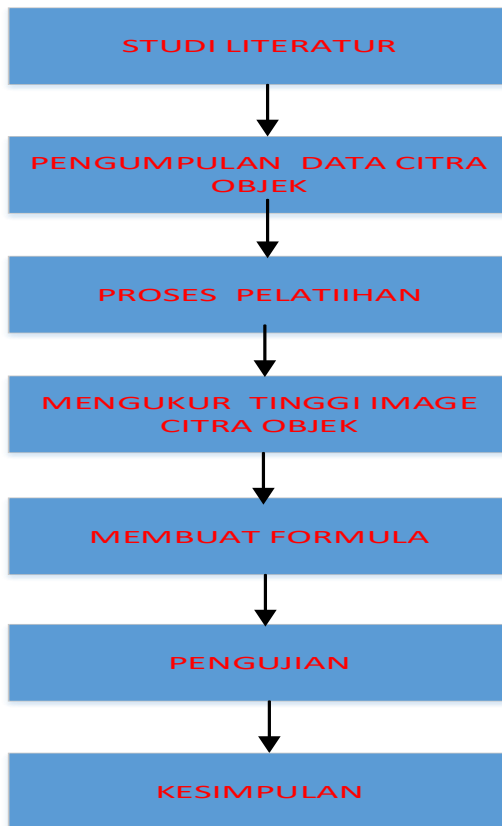 STUDI LITERATUR
PENGUMPULAN DATA CITRA
OBJEK
PROSES PELATIIHAN
MENGUKUR TINGGI IMAGE
CITRA OBJEK
MEMBUAT FORMULA
PENGUJIAN
KESIMPULAN